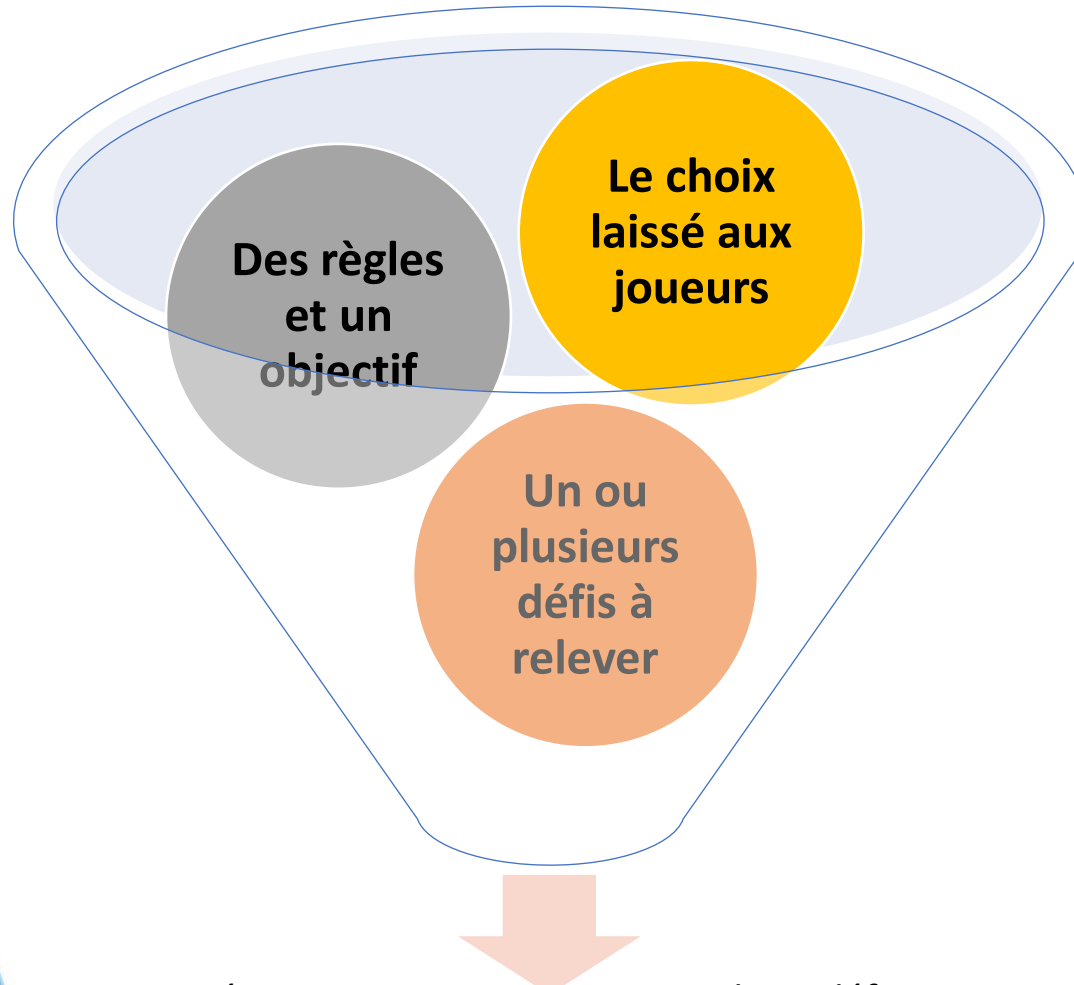 Le choix
laissé aux
joueurs
Des règles
et un
objectif
Un ou
plusieurs
défis à
relever